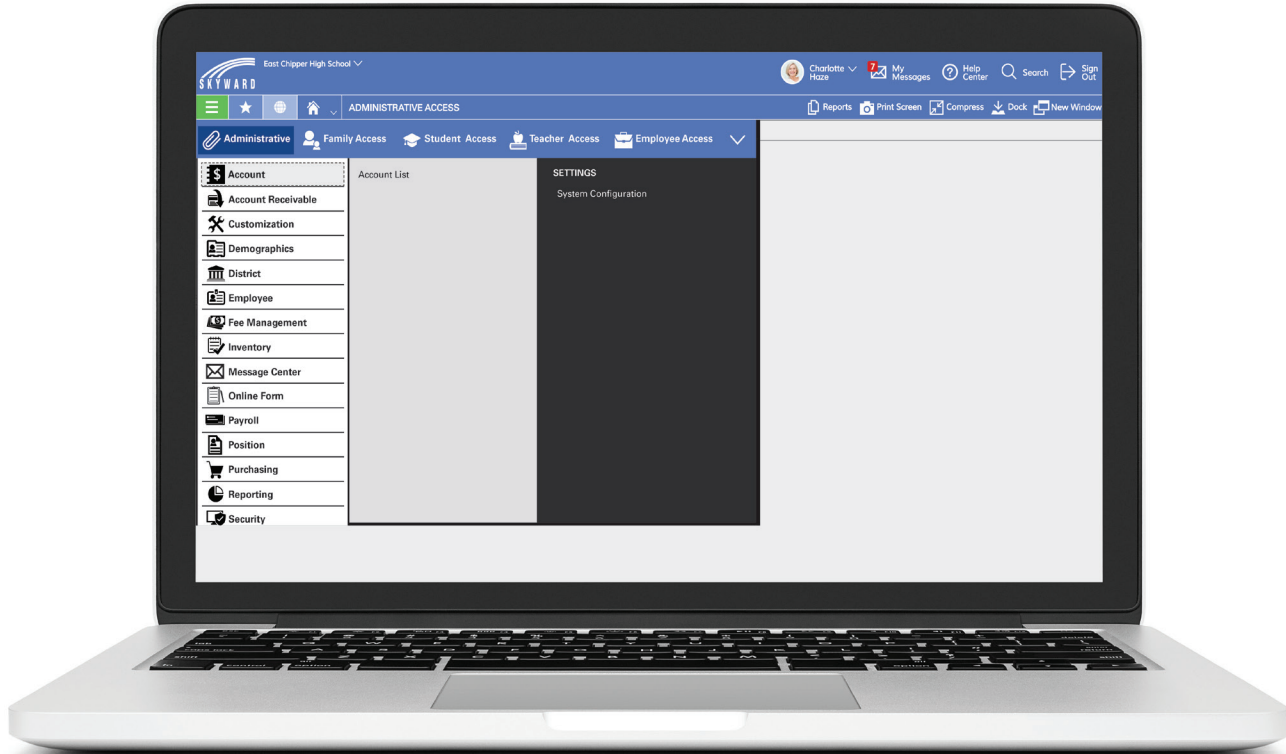 East Chipper High School
SKYWARD
Charlotte Haze
7
My Messages
Help Center
Search
Sign Out
ADMINISTRATIVE ACCESS
Reports
Print Screen
Compress
Dock
New Window
Administrative
Family Access
Student Access
Teacher Access
Employee Access
Account
Account Receivable
Customization
Demographics
District
Employee
Fee Management
Inventory
Message Center
Online Form
Payroll
Position
Purchasing
Reporting
Security
Account List
SETTINGS
System Configuration